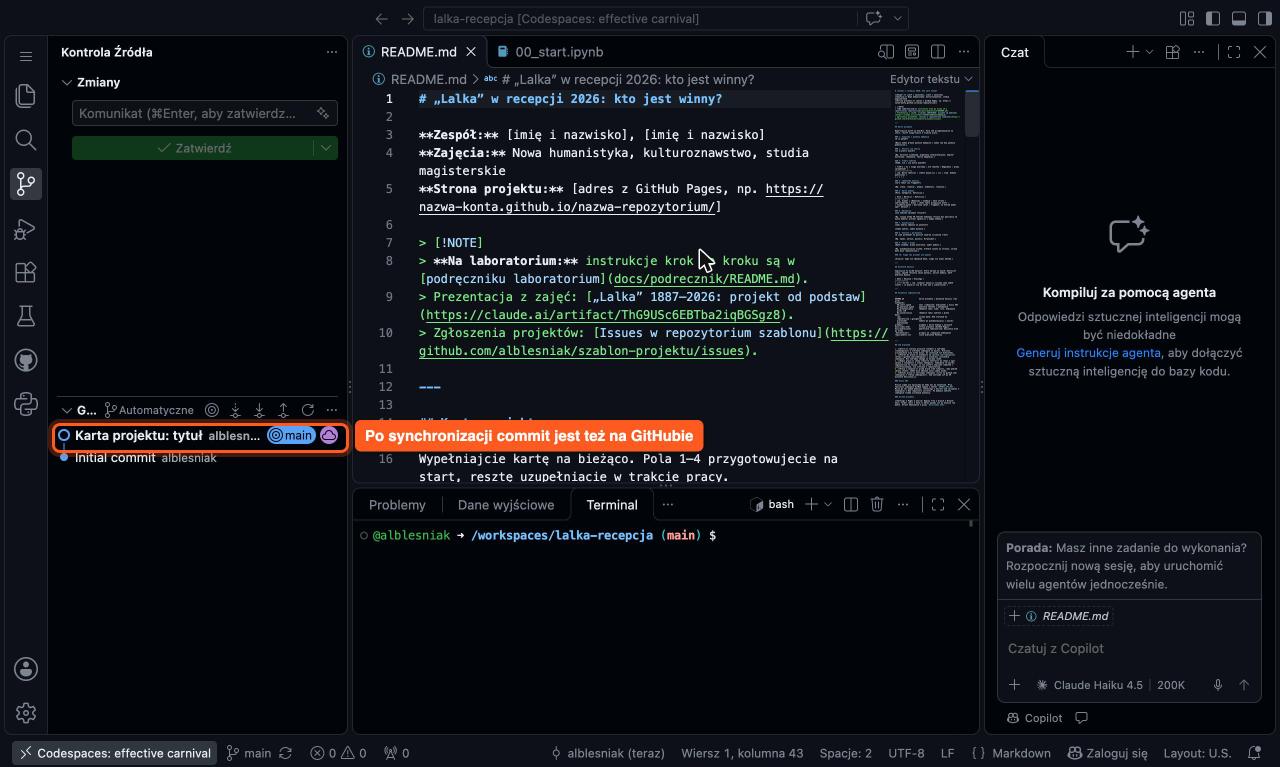 lalka-recepcja [Codespaces: effective carnival]
Kontrola Źródła
Zmiany
Komunikat (⌘Enter, aby zatwierdz...
Zatwierdź
G...
Automatyczne
Karta projektu: tytuł alblesn... main
Initial commit alblesniak
Po synchronizacji commit jest też na GitHubie
README.md
00_start.ipynb
README.md > abc # „Lalka” w recepcji 2026: kto jest winny?
Edytor tekstu
1 # „Lalka” w recepcji 2026: kto jest winny?
2
3 **Zespół:** [imię i nazwisko], [imię i nazwisko]
4 **Zajęcia:** Nowa humanistyka, kulturoznawstwo, studia
magisterskie
5 **Strona projektu:** [adres z GitHub Pages, np. https://
nazwa-konta.github.io/nazwa-repozytorium/]
6
7 > [!NOTE]
8 > **Na laboratorium:** instrukcje krok kroku są w
[podręczniku laboratorium](docs/podrecznik/README.md).
9 > Prezentacja z zajęć: [„Lalka” 1887–2026: projekt od podstaw]
(https://claude.ai/artifact/ThG9USc6EBTba2iqBGSgz8).
10 > Zgłoszenia projektów: [Issues w repozytorium szablonu](https://
github.com/alblesniak/szablon-projektu/issues).
11
12 ---
13
16 Wypełniajcie kartę na bieżąco. Pola 1–4 przygotowujecie na
start, resztę uzupełniacie w trakcie pracy.
Problemy
Dane wyjściowe
Terminal
bash
@alblesniak → /workspaces/lalka-recepcja (main) $
Czat
Kompiluj za pomocą agenta
Odpowiedzi sztucznej inteligencji mogą
być niedokładne
Generuj instrukcje agenta, aby dołączyć
sztuczną inteligencję do bazy kodu.
Porada: Masz inne zadanie do wykonania?
Rozpocznij nową sesję, aby uruchomić
wielu agentów jednocześnie.
README.md
Czatuj z Copilot
Claude Haiku 4.5 200K
Copilot
Codespaces: effective carnival
main
0 0
0
alblesniak (teraz)
Wiersz 1, kolumna 43
Spacje: 2
UTF-8
LF
{ } Markdown
Zaloguj się
Layout: U.S.